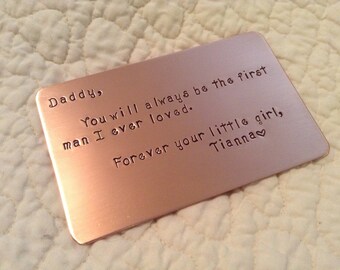 Daddy,
You will always be the first
man I ever loved.
Forever your little girl,
Tianna♡